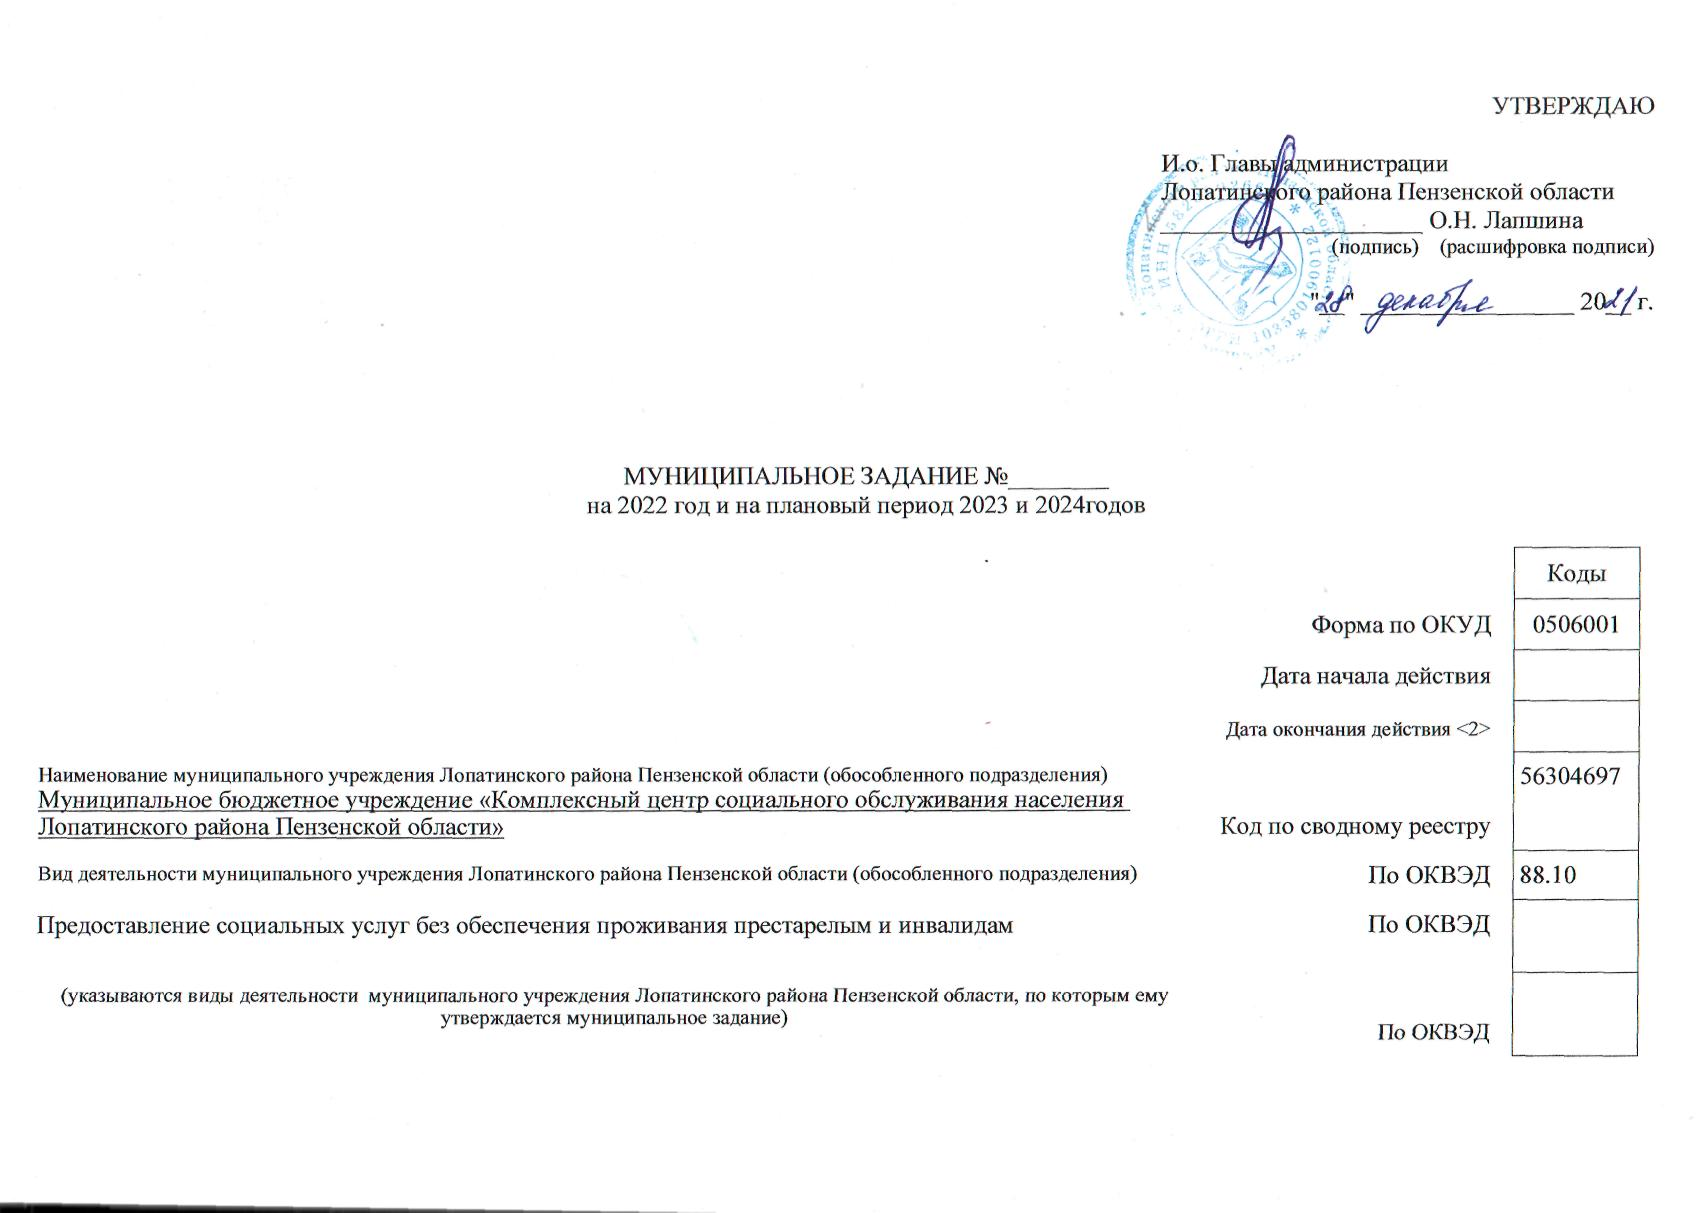 УТВЕРЖДАЮ
И.о. Главы администрации
Лопатинского района Пензенской области
_____________________ О.Н. Лапшина
(подпись) (расшифровка подписи)
"28" декабря 2021 г.
МУНИЦИПАЛЬНОЕ ЗАДАНИЕ №________
на 2022 год и на плановый период 2023 и 2024годов
Коды
Форма по ОКУД 0506001
Дата начала действия
Дата окончания действия <2>
Наименование муниципального учреждения Лопатинского района Пензенской области (обособленного подразделения) 56304697
Муниципальное бюджетное учреждение «Комплексный центр социального обслуживания населения
Лопатинского района Пензенской области» Код по сводному реестру
Вид деятельности муниципального учреждения Лопатинского района Пензенской области (обособленного подразделения) По ОКВЭД 88.10
Предоставление социальных услуг без обеспечения проживания престарелым и инвалидам По ОКВЭД
(указываются виды деятельности муниципального учреждения Лопатинского района Пензенской области, по которым ему
утверждается муниципальное задание)
По ОКВЭД